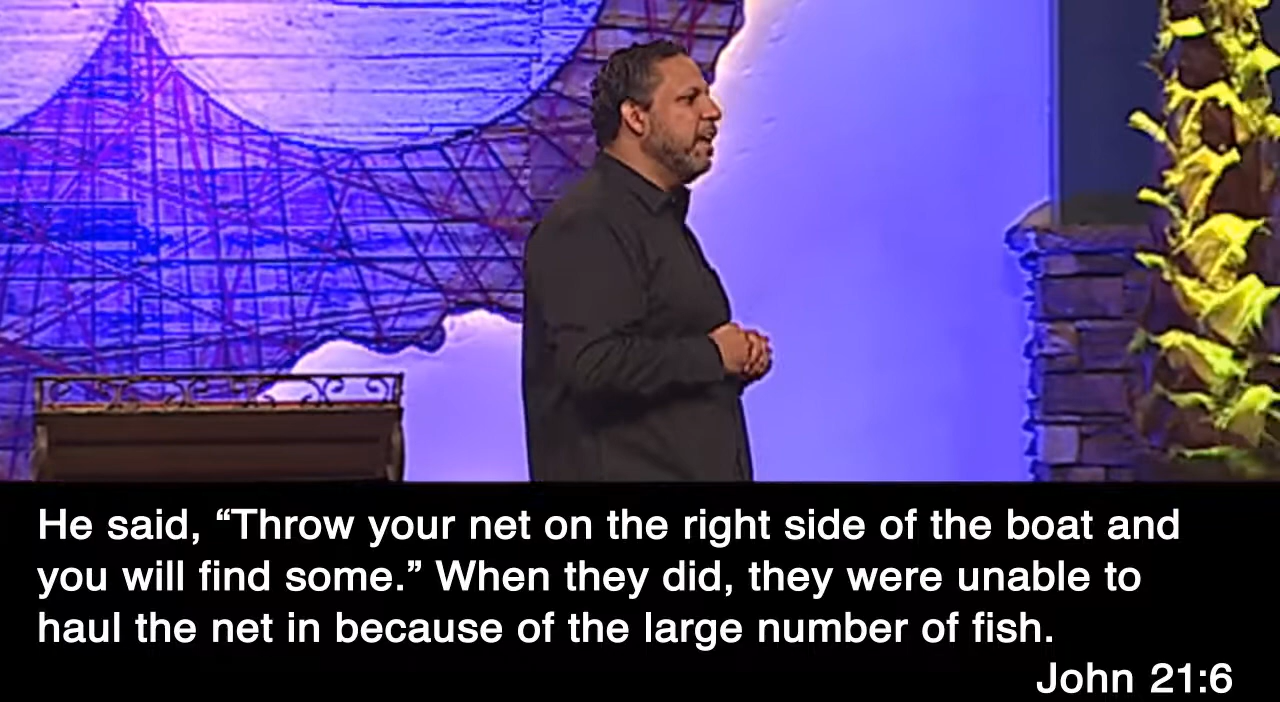 He said, “Throw your net on the right side of the boat and
you will find some.” When they did, they were unable to
haul the net in because of the large number of fish.
John 21:6